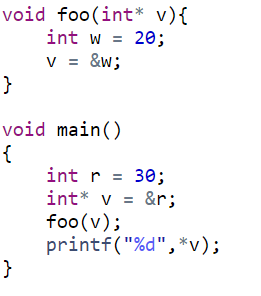 void foo(int* v){
    int w = 20;
    v = &w;
}

void main()
{
    int r = 30;
    int* v = &r;
    foo(v);
    printf("%d",*v);
}